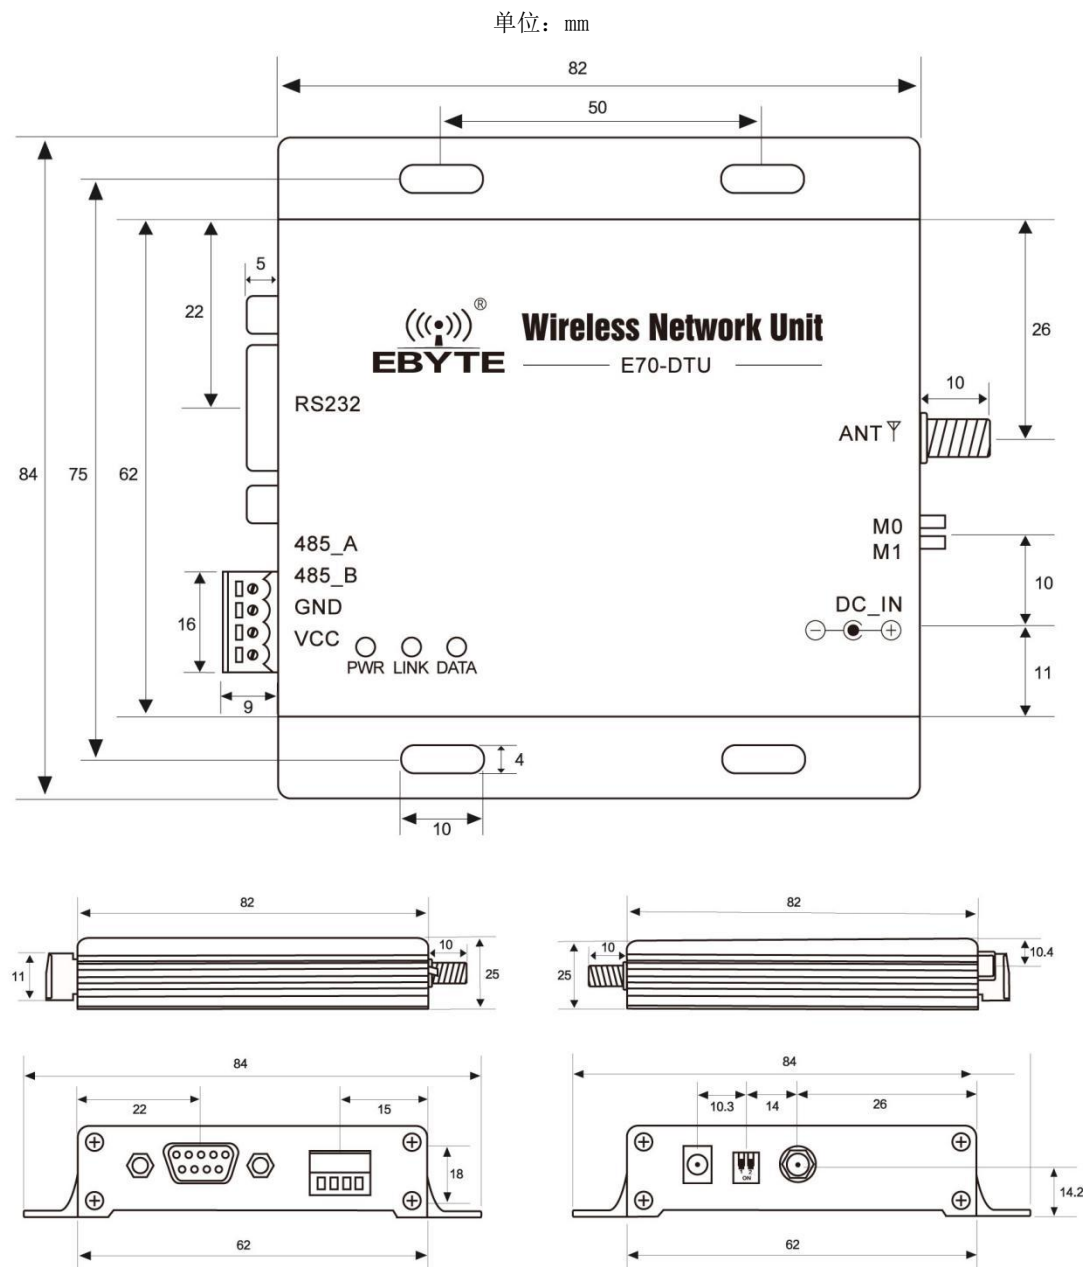 单位：mm
82
50
5
22
26
®
Wireless Network Unit
EBYTE
E70-DTU
10
RS232
ANT
84
75
62
M0
M1
485_A
485_B
GND
VCC
16
10
DC_IN
PWR LINK DATA
11
9
4
10
82
82
11
10
25
25
10
10.4
84
84
22
15
10.3
14
26
18
1 2
ON
14.2
62
62